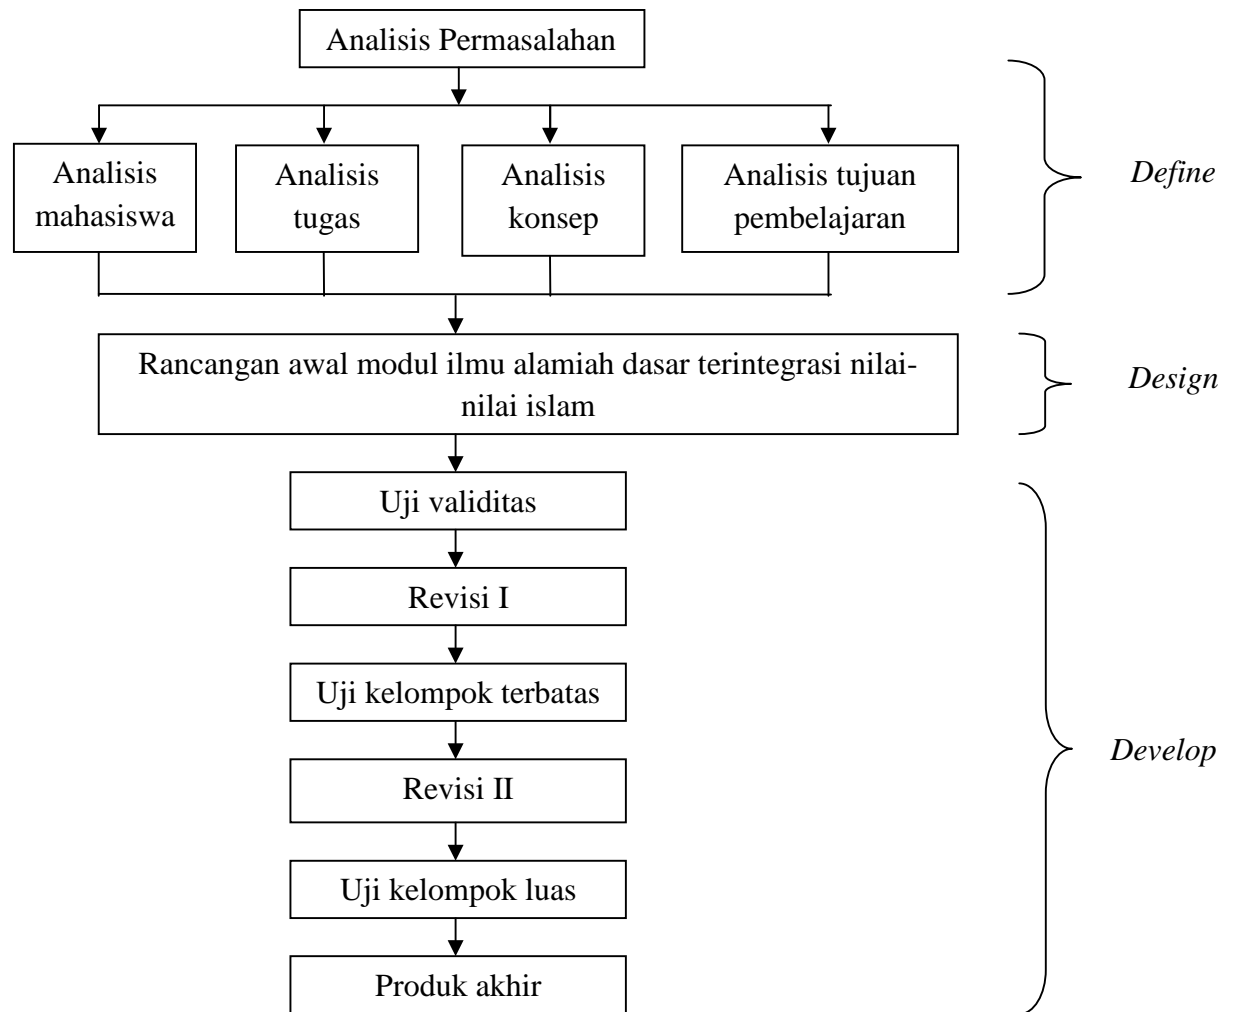 Analisis Permasalahan
Analisis
mahasiswa
Analisis
tugas
Analisis
konsep
Analisis tujuan
pembelajaran
Define
Rancangan awal modul ilmu alamiah dasar terintegrasi nilai-
nilai islam
Design
Uji validitas
Revisi I
Uji kelompok terbatas
Revisi II
Uji kelompok luas
Produk akhir
Develop